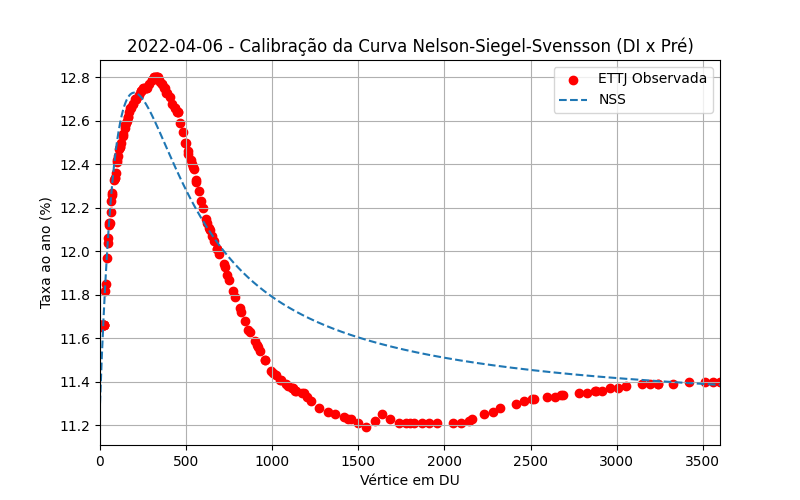 2022-04-06 - Calibração da Curva Nelson-Siegel-Svensson (DI x Pré)
ETTJ Observada
NSS
Taxa ao ano (%)
12.8
12.6
12.4
12.2
12.0
11.8
11.6
11.4
11.2
0 500 1000 1500 2000 2500 3000 3500
Vértice em DU